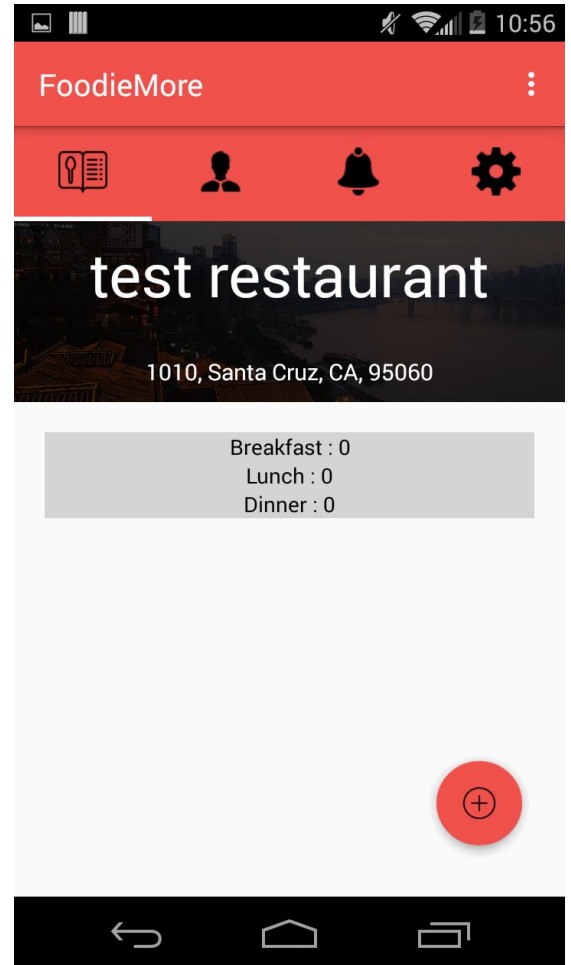 10:56
FoodieMore
test restaurant
1010, Santa Cruz, CA, 95060
Breakfast : 0
Lunch : 0
Dinner : 0